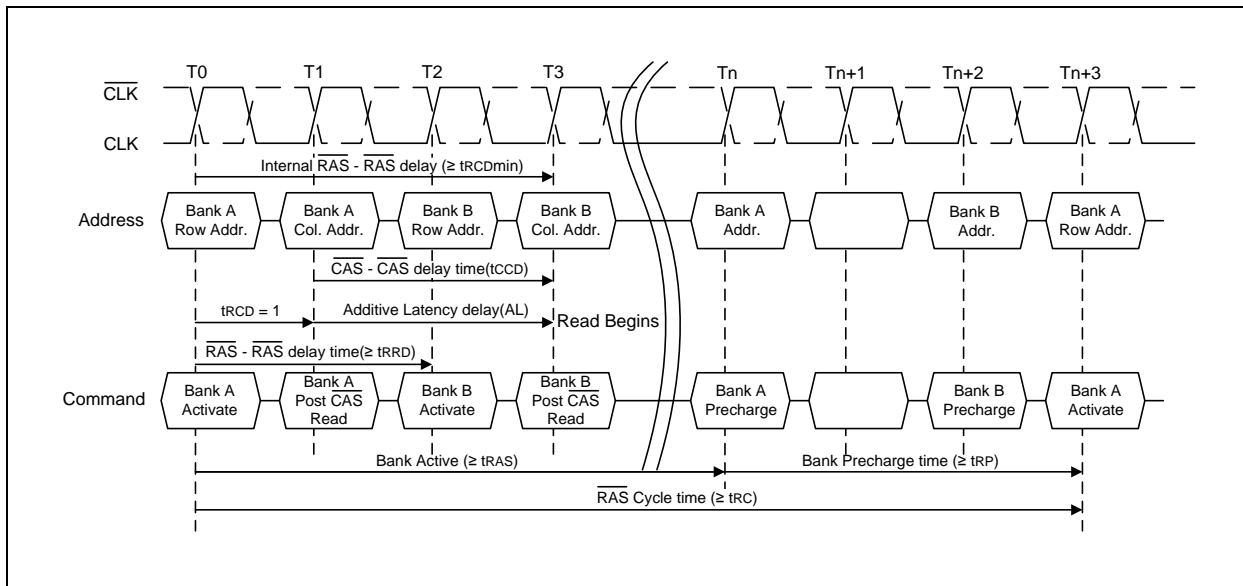 T0 T1 T2 T3 Tn Tn+1 Tn+2 Tn+3
CLK
CLK
Internal RAS - RAS delay (≥ tRCDmin)
Address
Bank A
Row Addr.
Bank A
Col. Addr.
Bank B
Row Addr.
Bank B
Col. Addr.
Bank A
Addr.
Bank B
Addr.
Bank A
Row Addr.
CAS - CAS delay time(tCCD)
tRCD = 1
Additive Latency delay(AL)
Read Begins
RAS - RAS delay time(≥ tRRD)
Command
Bank A
Activate
Bank A
Post CAS
Read
Bank B
Activate
Bank B
Post CAS
Read
Bank A
Precharge
Bank B
Precharge
Bank A
Activate
Bank Active (≥ tRAS)
Bank Precharge time (≥ tRP)
RAS Cycle time (≥ tRC)